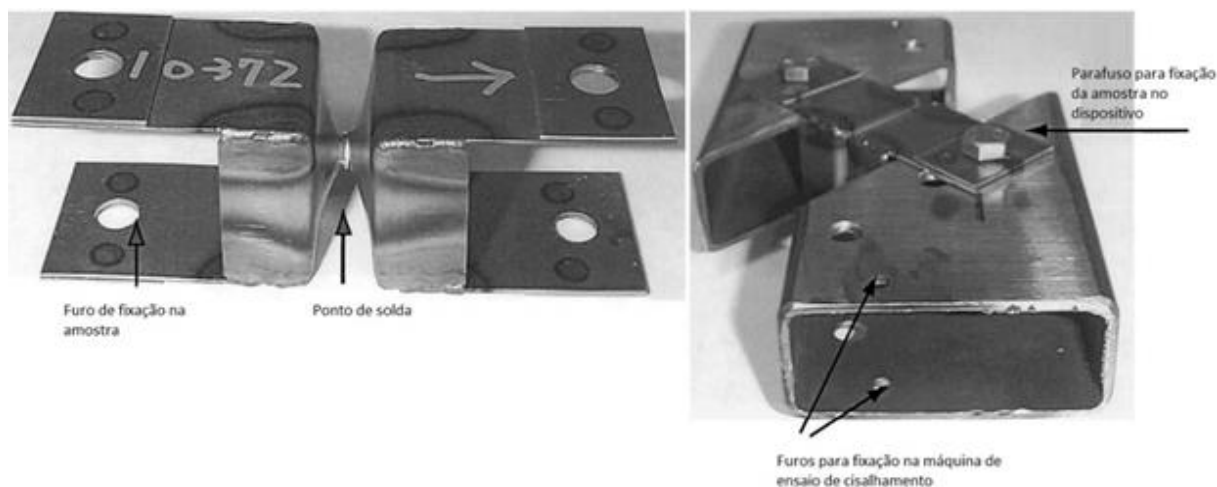 10372
Furo de fixação na
amostra
Ponto de solda
Parafuso para fixação
da amostra no
dispositivo
Furos para fixação na máquina de
ensaio de cisalhamento